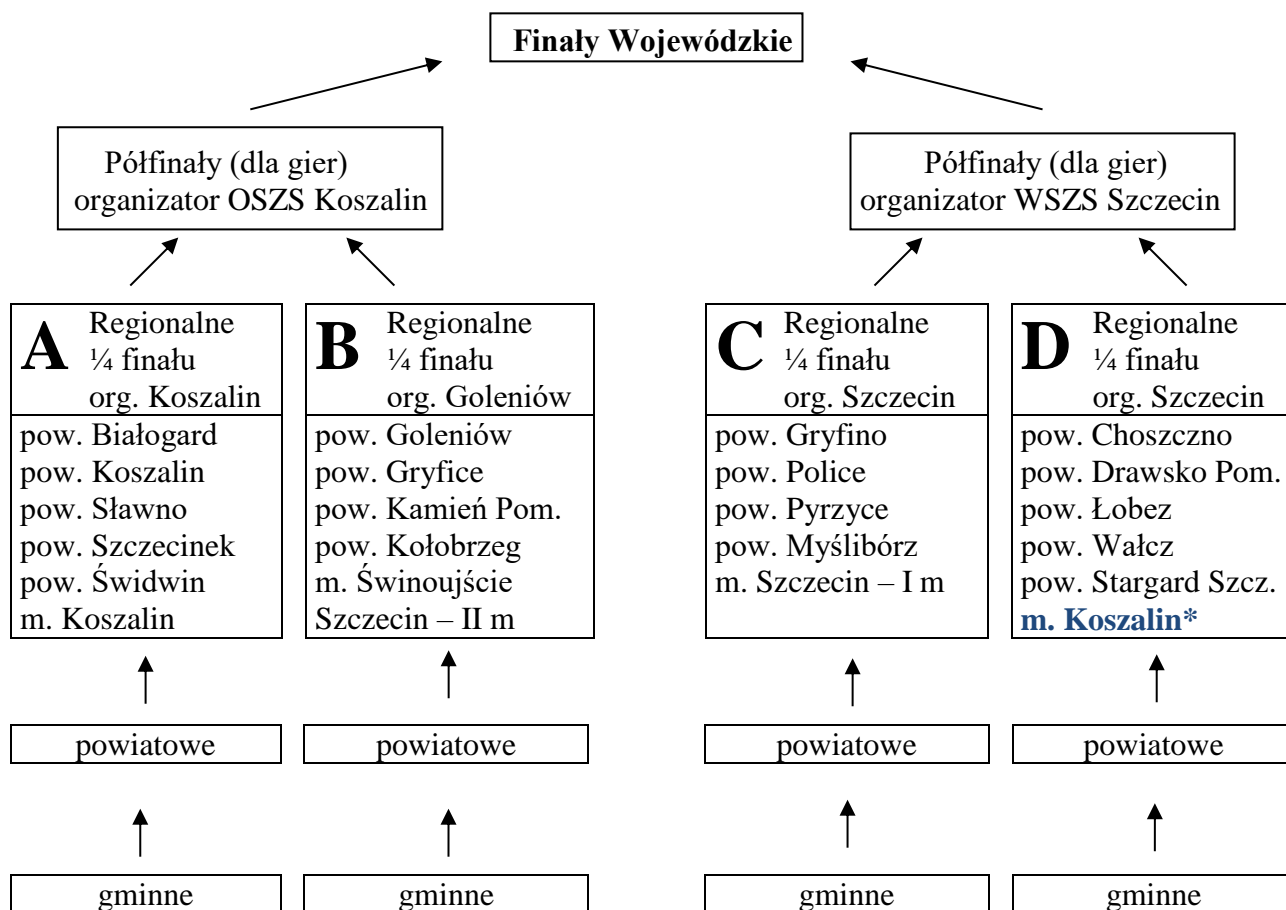 Finały Wojewódzkie
Półfinały (dla gier)
organizator OSZS Koszalin
Półfinały (dla gier)
organizator WSZS Szczecin
A
Regionalne
¼ finału
org. Koszalin
pow. Białogard
pow. Koszalin
pow. Sławno
pow. Szczecinek
pow. Świdwin
m. Koszalin
B
Regionalne
¼ finału
org. Goleniów
pow. Goleniów
pow. Gryfice
pow. Kamień Pom.
pow. Kołobrzeg
m. Świnoujście
Szczecin – II m
C
Regionalne
¼ finału
org. Szczecin
pow. Gryfino
pow. Police
pow. Pyrzyce
pow. Myślibórz
m. Szczecin – I m
D
Regionalne
¼ finału
org. Szczecin
pow. Choszczno
pow. Drawsko Pom.
pow. Łobez
pow. Wałcz
pow. Stargard Szcz.
m. Koszalin*
powiatowe
powiatowe
powiatowe
powiatowe
gminne
gminne
gminne
gminne